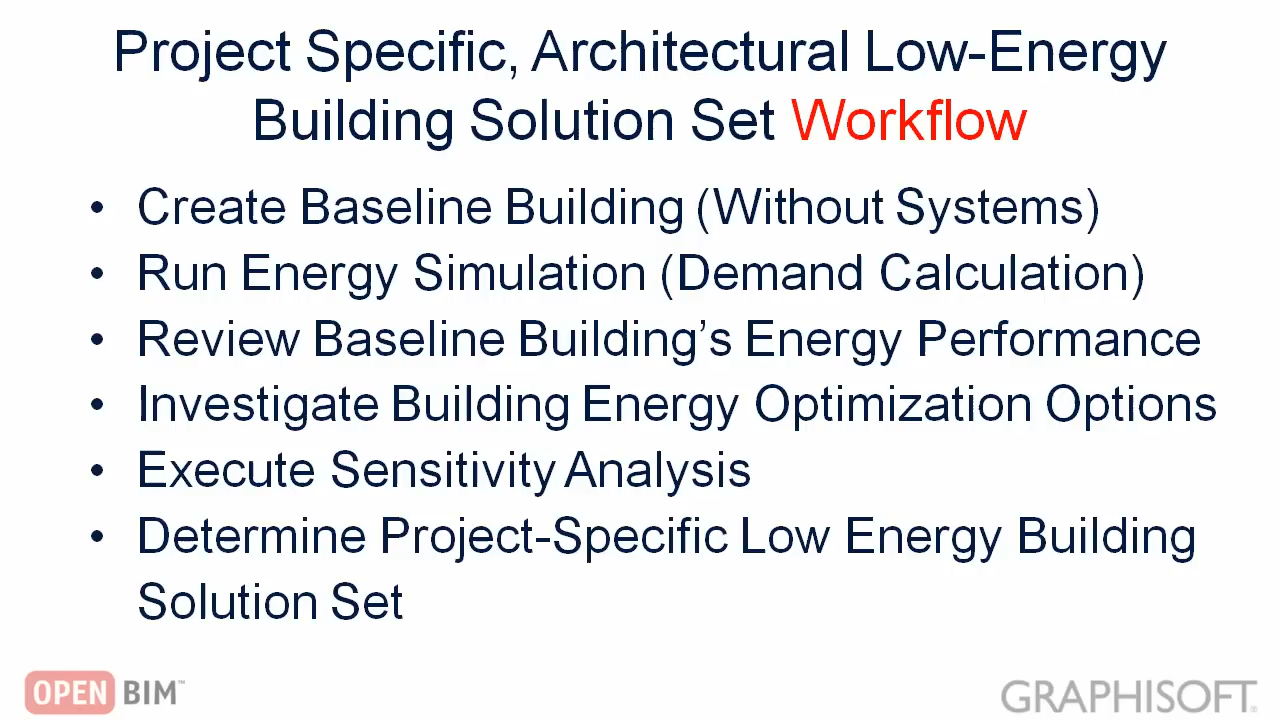 Project Specific, Architectural Low-Energy
Building Solution Set Workflow
• Create Baseline Building (Without Systems)
• Run Energy Simulation (Demand Calculation)
• Review Baseline Building’s Energy Performance
• Investigate Building Energy Optimization Options
• Execute Sensitivity Analysis
• Determine Project-Specific Low Energy Building
Solution Set
OPEN BIM™
GRAPHISOFT®